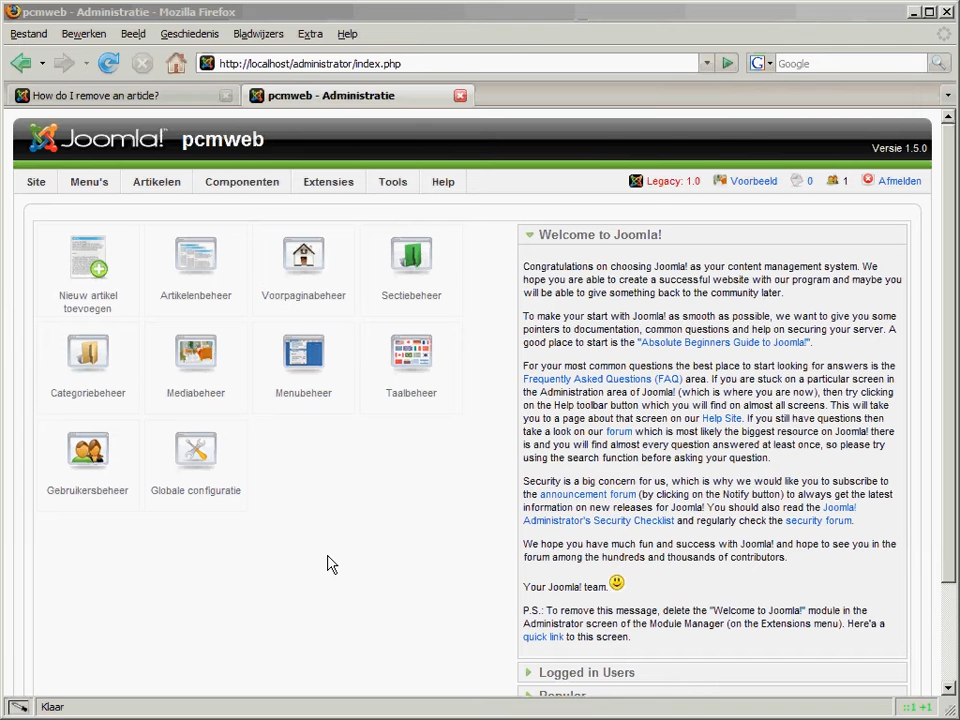 pcmweb - Administratie - Mozilla Firefox
Bestand Bewerken Beeld Geschiedenis Bladwijzers Extra Help
http://localhost/administrator/index.php
G Google
How do I remove an article? pcmweb - Administratie
Joomla! pcmweb
Versie 1.5.0
Site Menu's Artikelen Componenten Extensies Tools Help Legacy: 1.0 Voorbeeld 0 1 Afmelden
Nieuw artikel
toevoegen
Artikelenbeheer
Voorpaginabeheer
Sectiebeheer
Categoriebeheer
Mediabeheer
Menubeheer
Taalbeheer
Gebruikersbeheer
Globale configuratie
Welcome to Joomla!
Congratulations on choosing Joomla! as your content management system. We
hope you are able to create a successful website with our program and maybe you
will be able to give something back to the community later.
To make your start with Joomla! as smooth as possible, we want to give you some
pointers to documentation, common questions and help on securing your server. A
good place to start is the "Absolute Beginners Guide to Joomla!".
For your most common questions the best place to start looking for answers is the
Frequently Asked Questions (FAQ) area. If you are stuck on a particular screen in
the Administration area of Joomla! (which is where you are now), then try clicking
on the Help toolbar button which you will find on almost all screens. This will take
you to a page about that screen on our Help Site. If you still have questions then
take a look on our forum which is most likely the biggest resource on Joomla! there
is and you will find almost every question answered at least once, so please try
using the search function before asking your question.
Security is a big concern for us, which is why we would like you to subscribe to
the announcement forum (by clicking on the Notify button) to always get the latest
information on new releases for Joomla! You should also read the Joomla!
Administrator's Security Checklist and regularly check the security forum.
We hope you have much fun and success with Joomla! and hope to see you in the
forum among the hundreds and thousands of contributors.
Your Joomla! team.
P.S.: To remove this message, delete the "Welcome to Joomla!" module in the
Administrator screen of the Module Manager (on the Extensions menu). Here'a a
quick link to this screen.
Logged in Users
Popular
Klaar
::1 +1